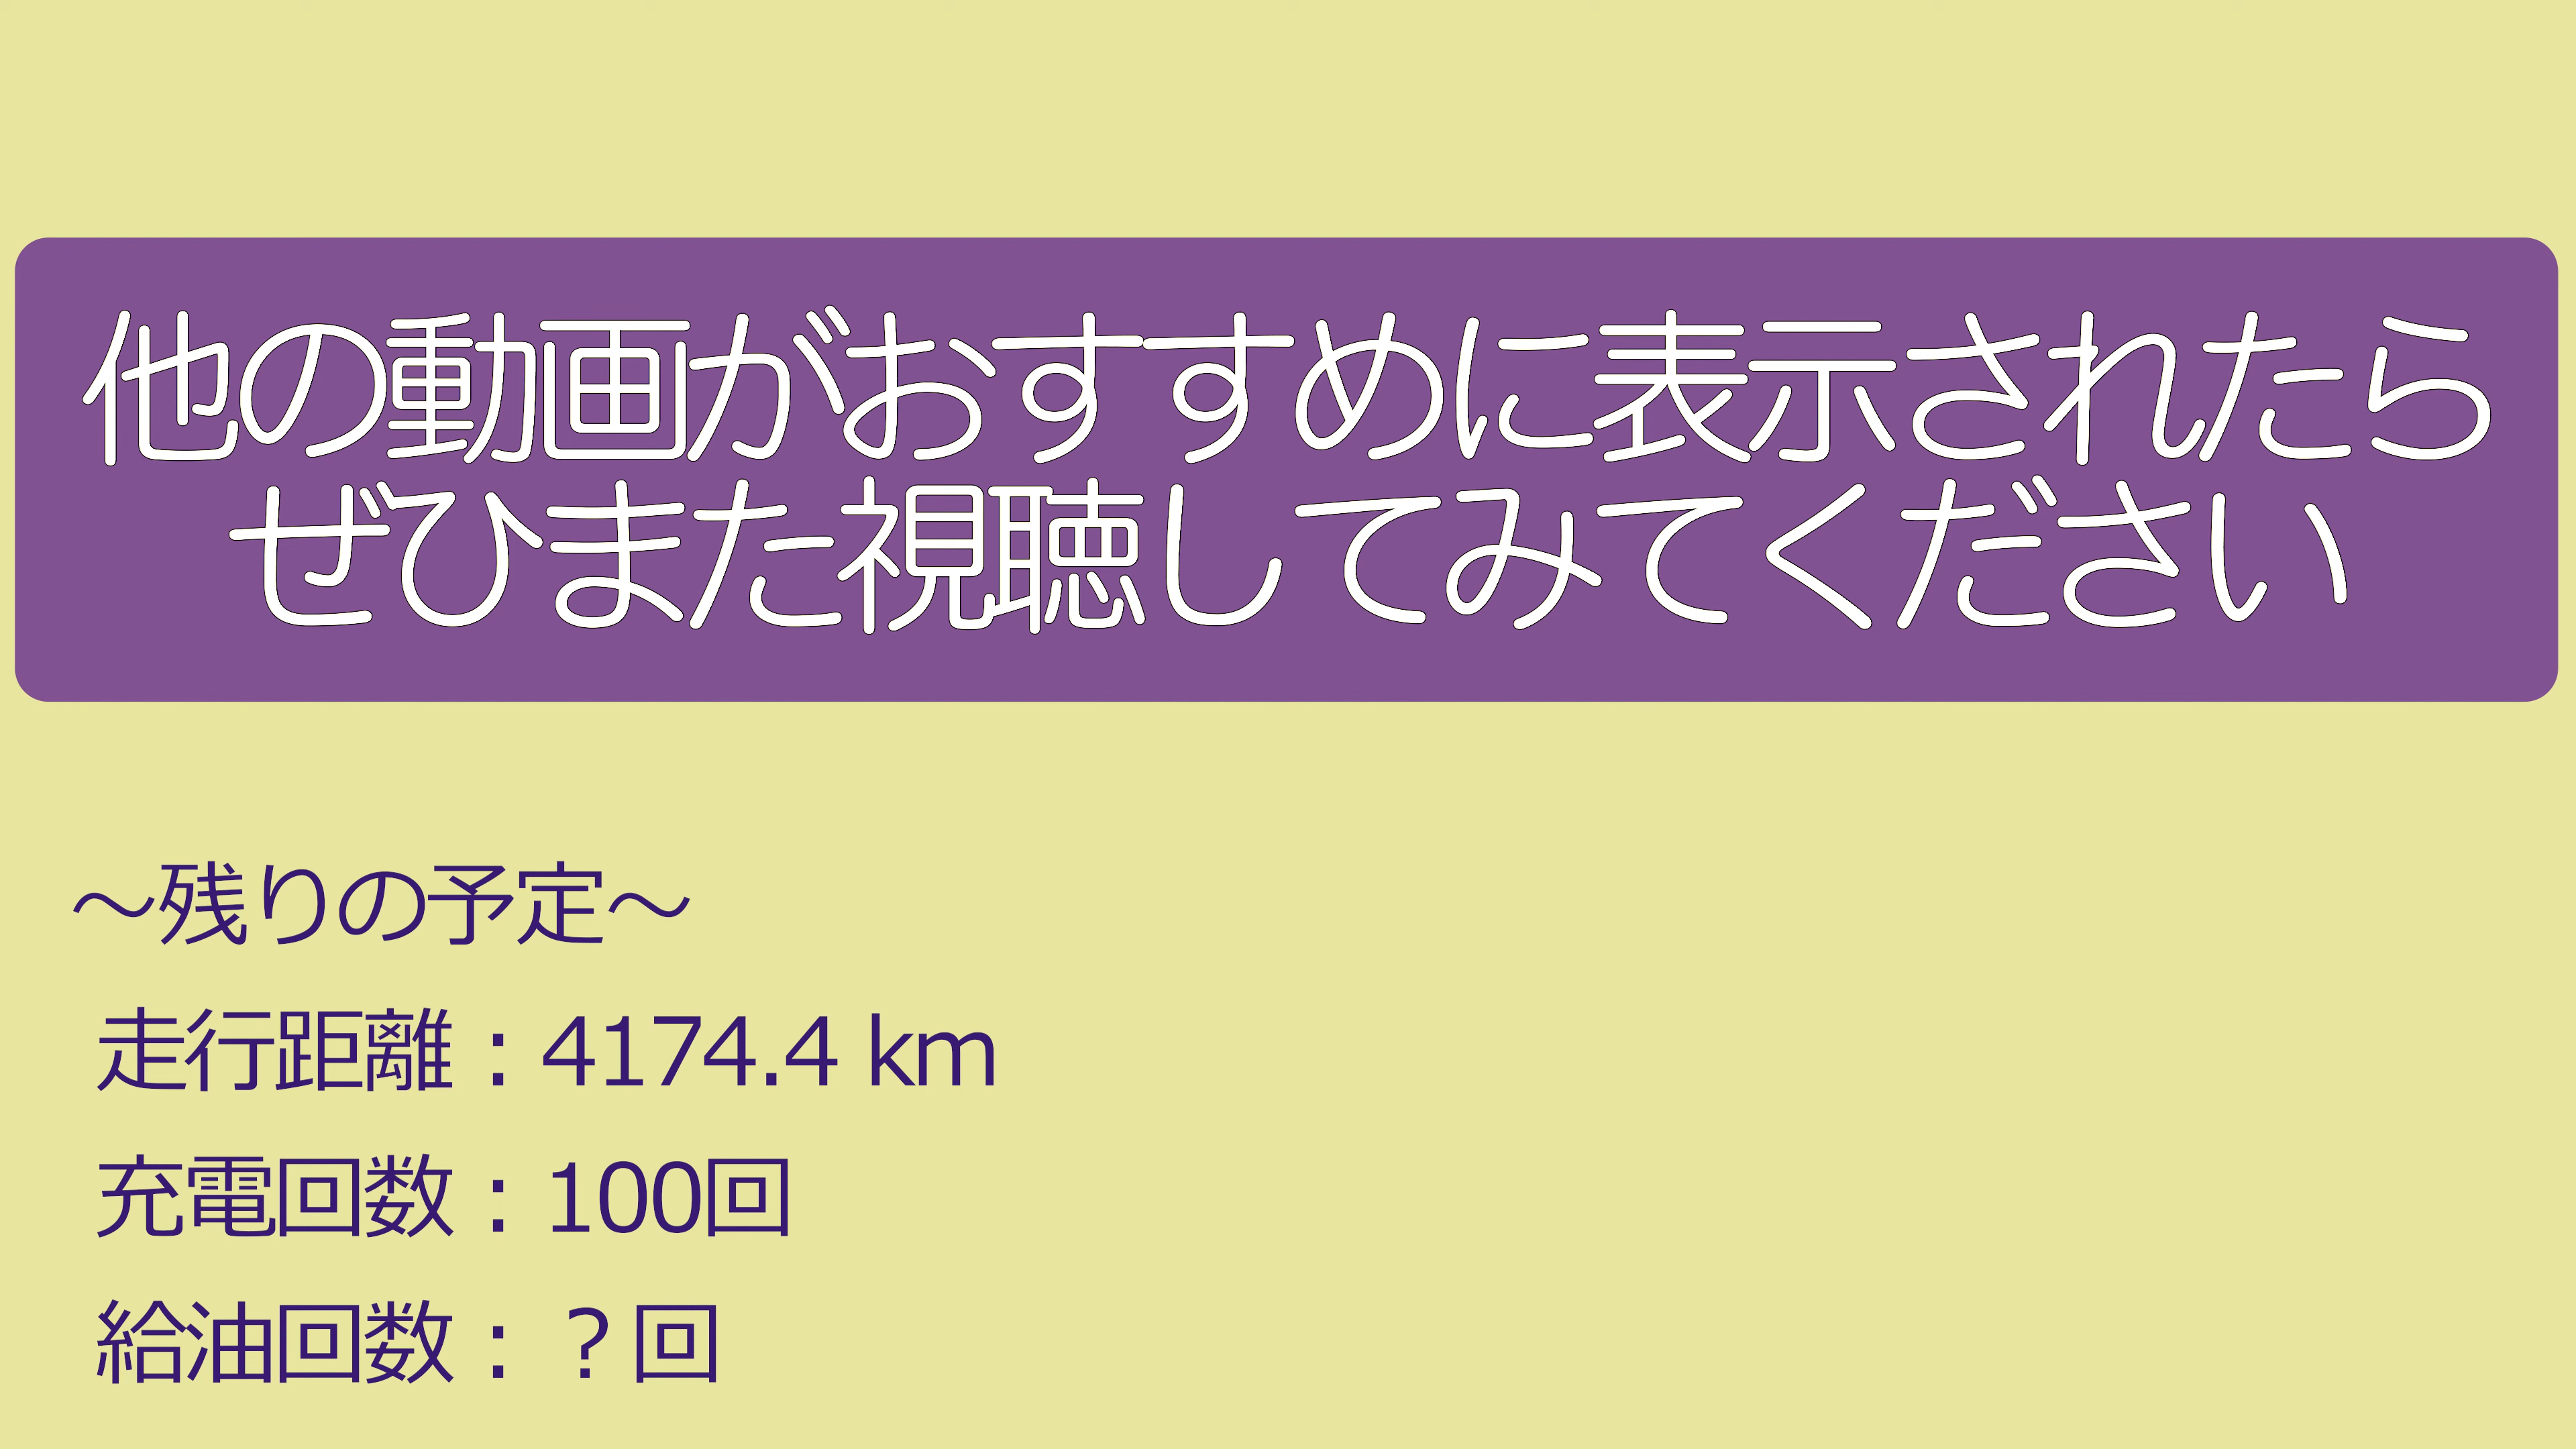 他の動画がおすすめに表示されたら
ぜひまた視聴してみてください
～残りの予定～
走行距離：4174.4 km
充電回数：100回
給油回数：？回